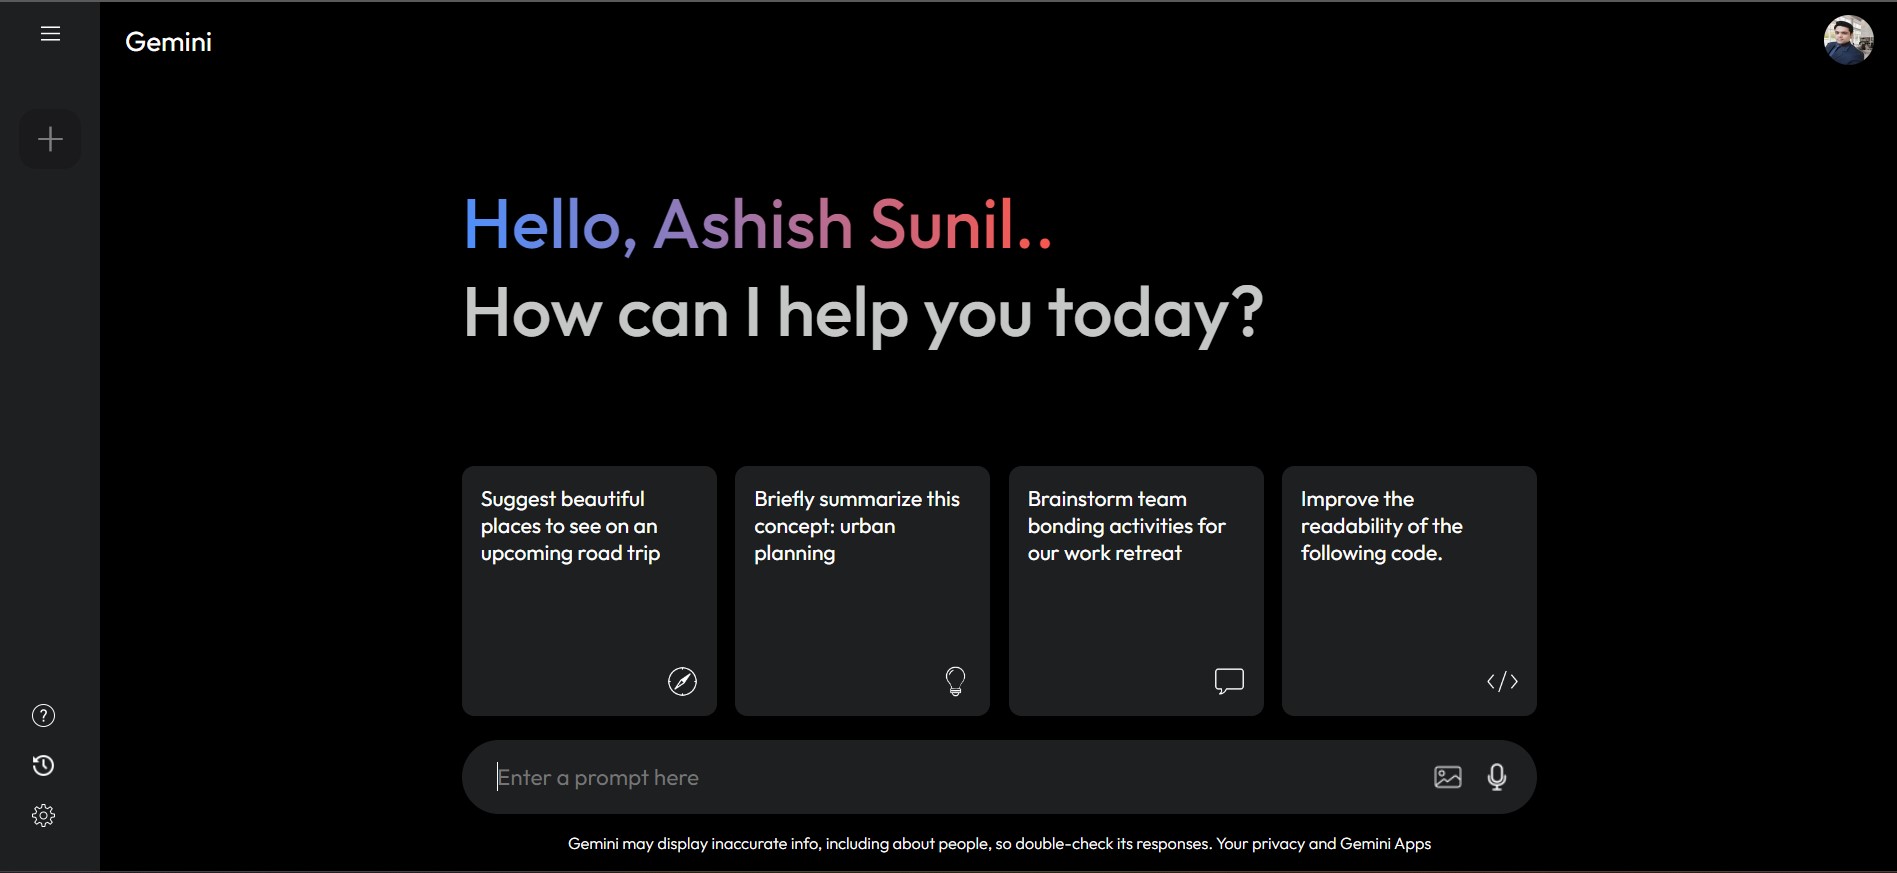 Gemini
Hello, Ashish Sunil..
How can I help you today?
Suggest beautiful
places to see on an
upcoming road trip
Briefly summarize this
concept: urban
planning
Brainstorm team
bonding activities for
our work retreat
Improve the
readability of the
following code.
Enter a prompt here
Gemini may display inaccurate info, including about people, so double-check its responses. Your privacy and Gemini Apps